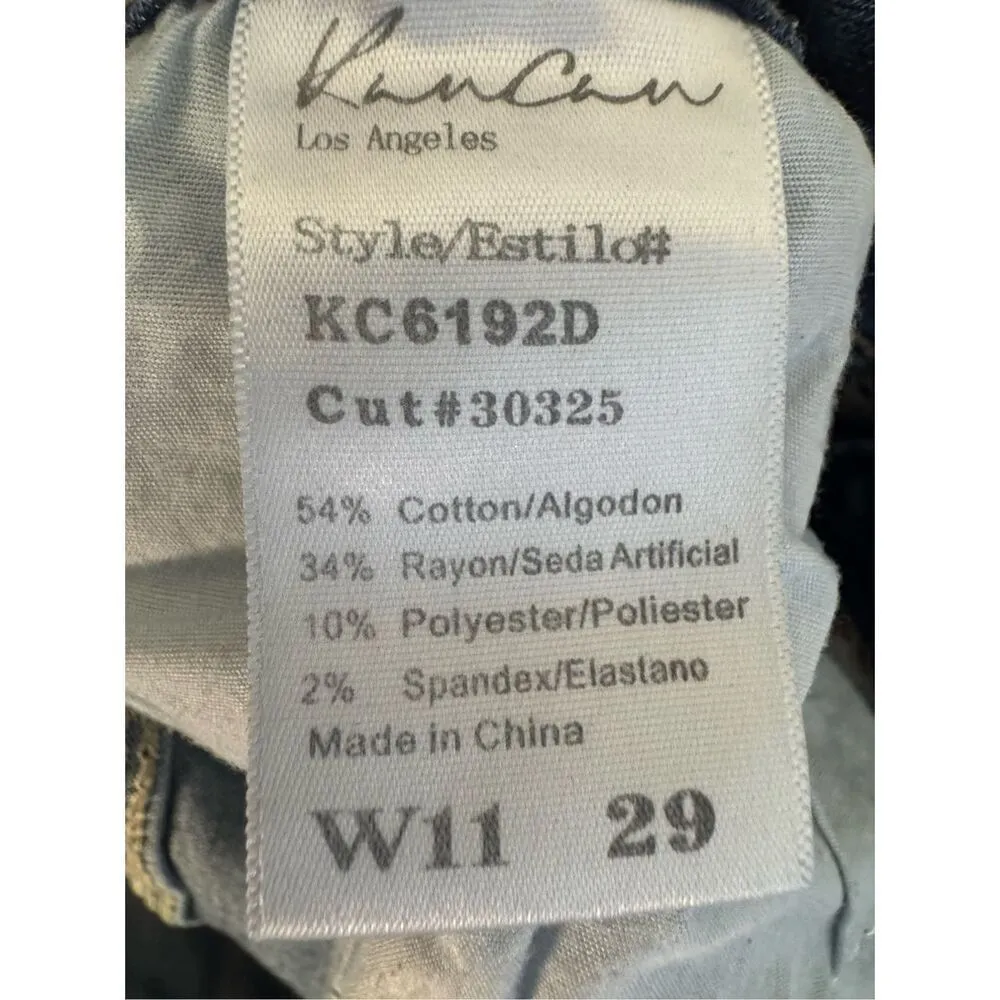 KanCan
Los Angeles
Style/Estilo#
KC6192D
Cut#30325
54% Cotton/Algodon
34% Rayon/Seda Artificial
10% Polyester/Poliester
2% Spandex/Elastano
Made in China
W11 29